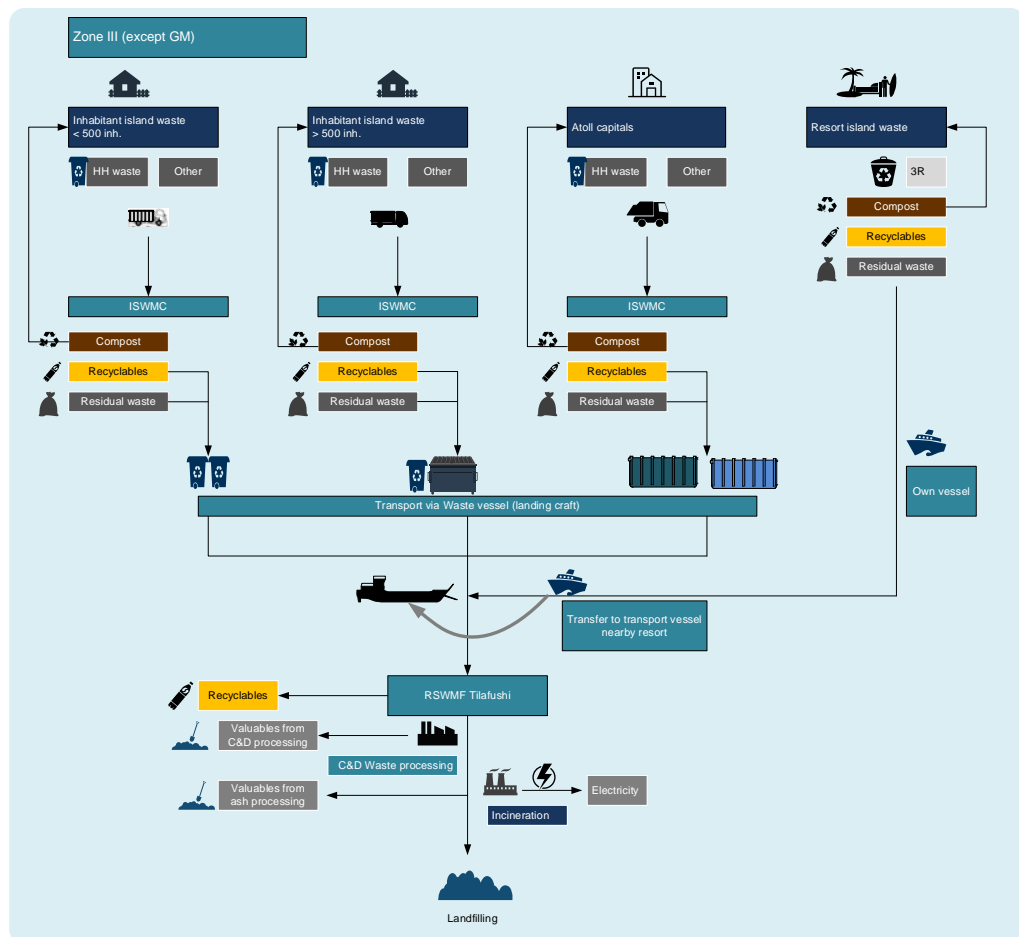 Zone III (except GM)
Inhabitant island waste
< 500 inh.
Inhabitant island waste
> 500 inh.
Atoll capitals
Resort island waste
HH waste
Other
HH waste
Other
HH waste
Other
3R
Compost
Recyclables
Residual waste
ISWMC
ISWMC
ISWMC
Compost
Compost
Compost
Recyclables
Recyclables
Recyclables
Residual waste
Residual waste
Residual waste
Own vessel
Transport via Waste vessel (landing craft)
Transfer to transport vessel
nearby resort
RSWMF Tilafushi
Recyclables
Valuables from
C&D processing
C&D Waste processing
Valuables from
ash processing
Electricity
Incineration
Landfilling